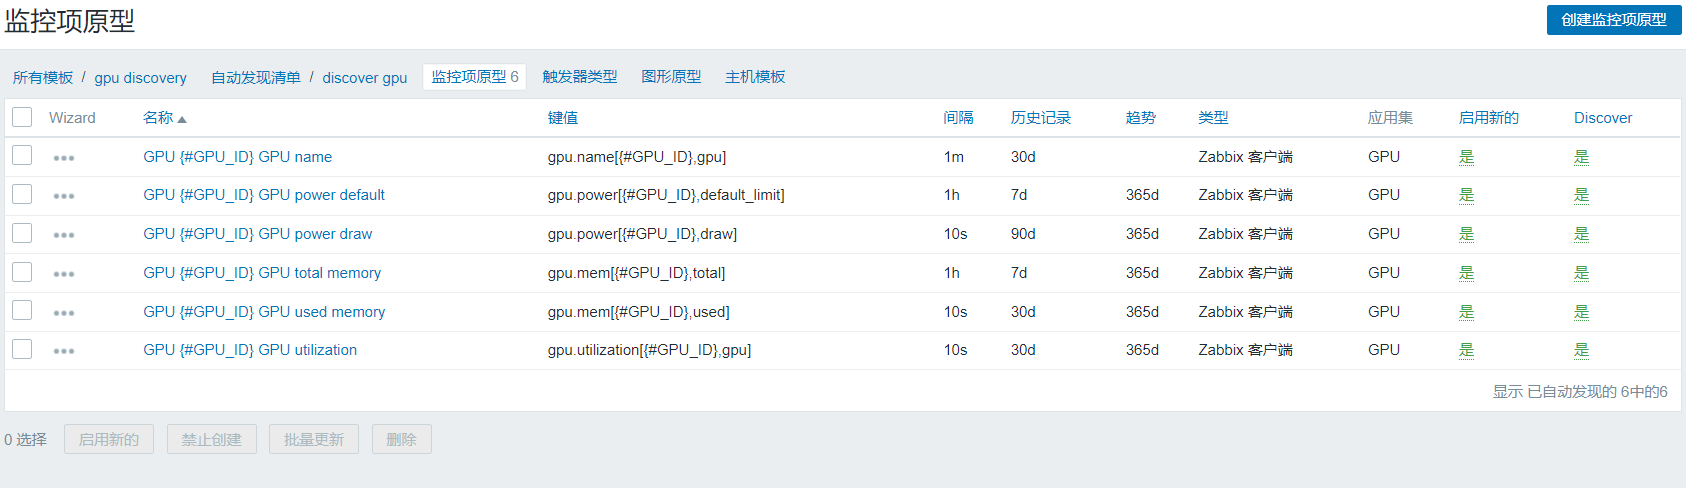 监控项原型
创建监控项原型
所有模板 / gpu discovery 自动发现清单 / discover gpu 监控项原型 6 触发器类型 图形原型 主机模板
Wizard 名称 键值 间隔 历史记录 趋势 类型 应用集 启用新的 Discover
GPU {#GPU_ID} GPU name gpu.name[{#GPU_ID},gpu] 1m 30d Zabbix 客户端 GPU 是 是
GPU {#GPU_ID} GPU power default gpu.power[{#GPU_ID},default_limit] 1h 7d 365d Zabbix 客户端 GPU 是 是
GPU {#GPU_ID} GPU power draw gpu.power[{#GPU_ID},draw] 10s 90d 365d Zabbix 客户端 GPU 是 是
GPU {#GPU_ID} GPU total memory gpu.mem[{#GPU_ID},total] 1h 7d 365d Zabbix 客户端 GPU 是 是
GPU {#GPU_ID} GPU used memory gpu.mem[{#GPU_ID},used] 10s 30d 365d Zabbix 客户端 GPU 是 是
GPU {#GPU_ID} GPU utilization gpu.utilization[{#GPU_ID},gpu] 10s 30d 365d Zabbix 客户端 GPU 是 是
显示 已自动发现的 6中的6
0 选择 启用新的 禁止创建 批量更新 删除